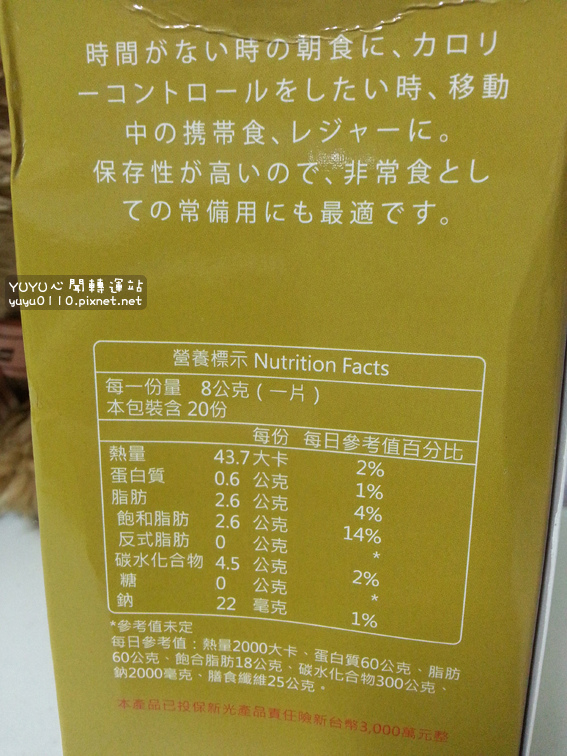 時間がない時の朝食に、カロリ
ーコントロールをしたい時、移動
中の携帯食、レジャーに。
保存性が高いので、非常食とし
ての常備用にも最適です。
YUYU心閒轉運站
yuyu0110.pixnet.net
營養標示 Nutrition Facts
每一份量 8公克(一片)
本包裝含 20份
每份 每日參考值百分比
熱量 43.7大卡 2%
蛋白質 0.6 公克 1%
脂肪 2.6 公克 4%
飽和脂肪 2.6 公克 14%
反式脂肪 0 公克 *
碳水化合物 4.5 公克 2%
糖 0 公克 *
鈉 22 毫克 1%
*參考值未定
每日參考值：熱量2000大卡、蛋白質60公克、脂肪
60公克、飽合脂肪18公克、碳水化合物300公克、
鈉2000毫克、膳食纖維25公克。
本產品已投保新光產品責任險新台幣3,000萬元整